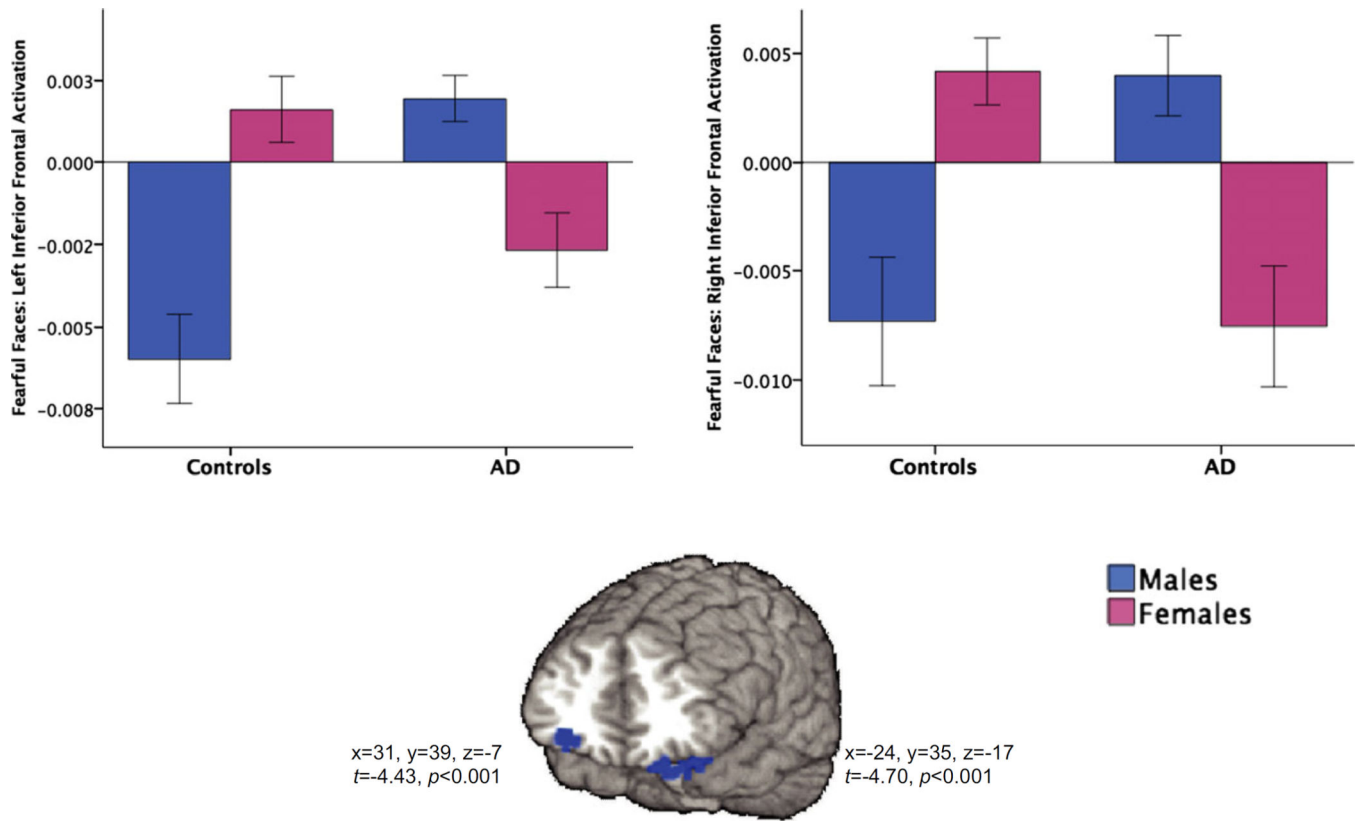 Fearful Faces: Left Inferior Frontal Activation
0.003
0.000
−0.002
−0.005
−0.008
Controls
AD
Fearful Faces: Right Inferior Frontal Activation
0.005
0.000
−0.005
−0.010
Controls
AD
Males
Females
x=31, y=39, z=-7
t=-4.43, p<0.001
x=-24, y=35, z=-17
t=-4.70, p<0.001